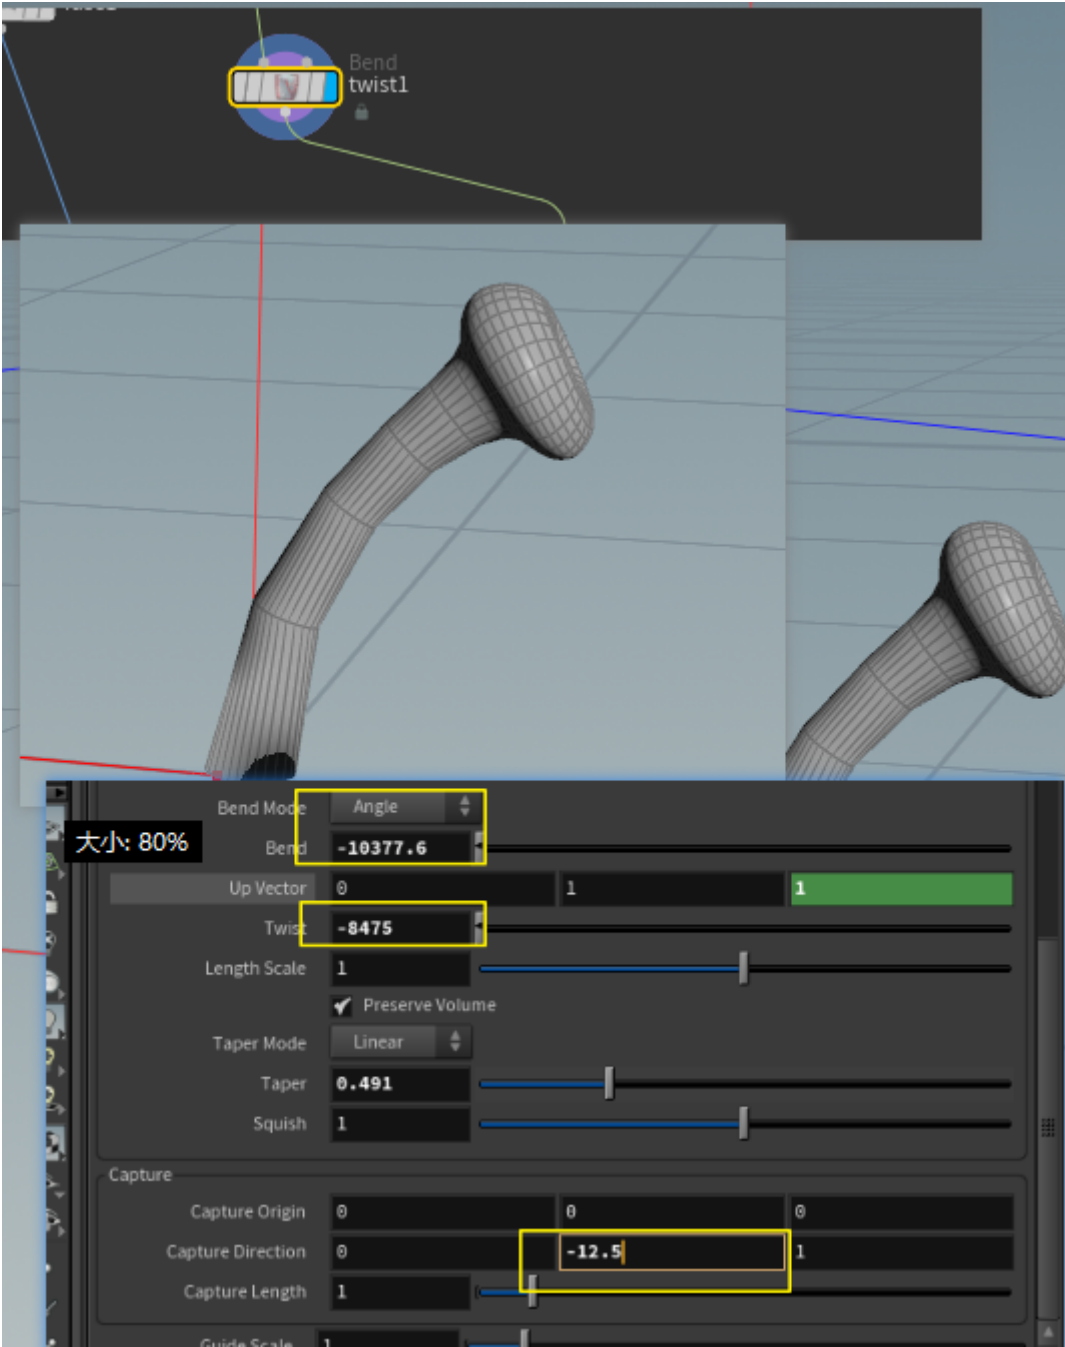 Bend
twist1
Bend Mode Angle
大小: 80%
Bend -10377.6
Up Vector 0 1 1
Twist -8475
Length Scale 1
Preserve Volume
Taper Mode Linear
Taper 0.491
Squish 1
Capture
Capture Origin 0 0 0
Capture Direction 0 -12.5 1
Capture Length 1
Guide Scale 1